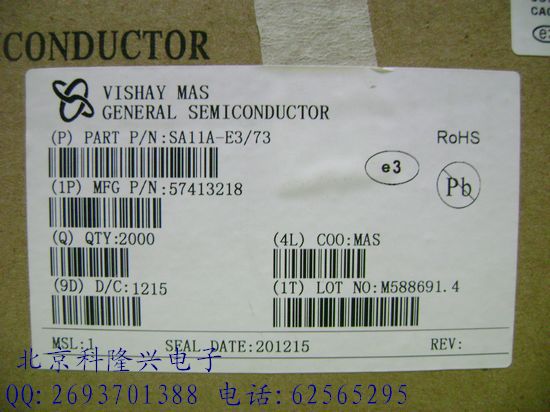 CONDUCTOR
VISHAY MAS
GENERAL SEMICONDUCTOR
(P) PART P/N:SA11A-E3/73
RoHS
(1P) MFG P/N:57413218
e3
Pb
(Q) QTY:2000
(4L) COO:MAS
(9D) D/C:1215
(1T) LOT NO:M588691.4
MSL:1 SEAL DATE:201215 REV:
北京科隆兴电子
QQ:2693701388 电话:62565295